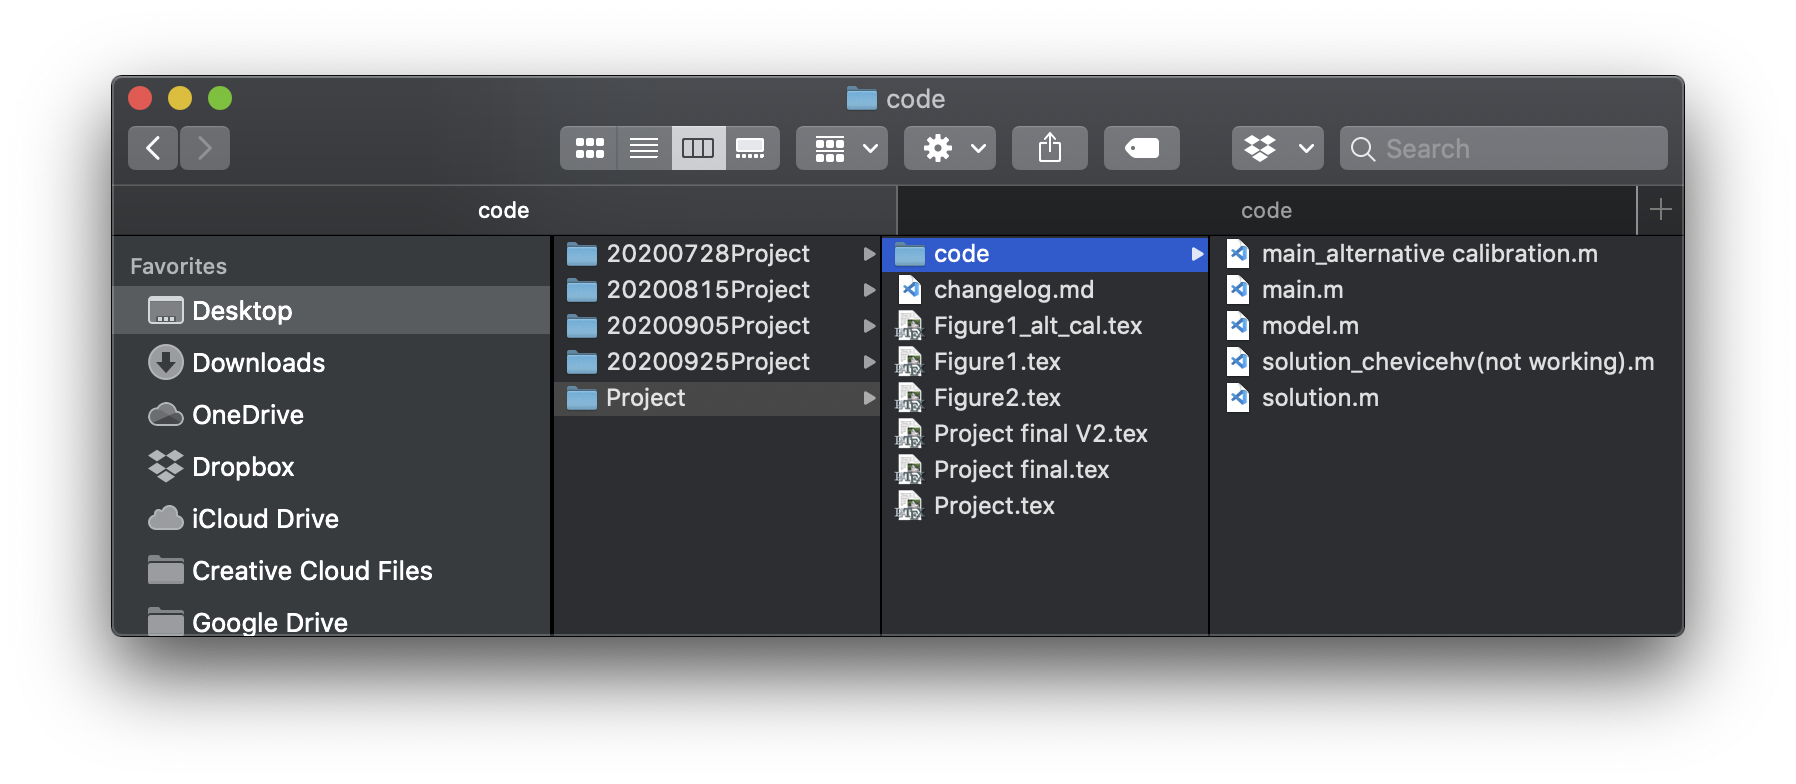 code
Search
code
code
Favorites
Desktop
Downloads
OneDrive
Dropbox
iCloud Drive
Creative Cloud Files
Google Drive
20200728Project
20200815Project
20200905Project
20200925Project
Project
code
changelog.md
Figure1_alt_cal.tex
Figure1.tex
Figure2.tex
Project final V2.tex
Project final.tex
Project.tex
main_alternative calibration.m
main.m
model.m
solution_chevicehv(not working).m
solution.m